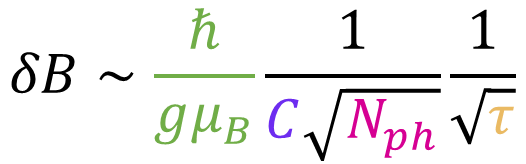 δB ~ ℏ/(gμ_B) 1/(C√N_ph) 1/√τ